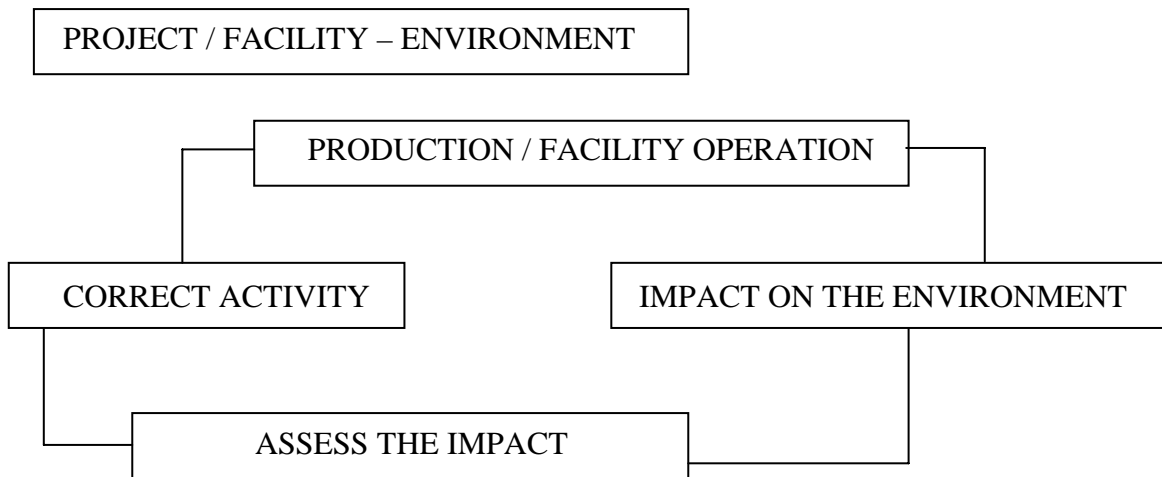 PROJECT / FACILITY – ENVIRONMENT
PRODUCTION / FACILITY OPERATION
CORRECT ACTIVITY
IMPACT ON THE ENVIRONMENT
ASSESS THE IMPACT